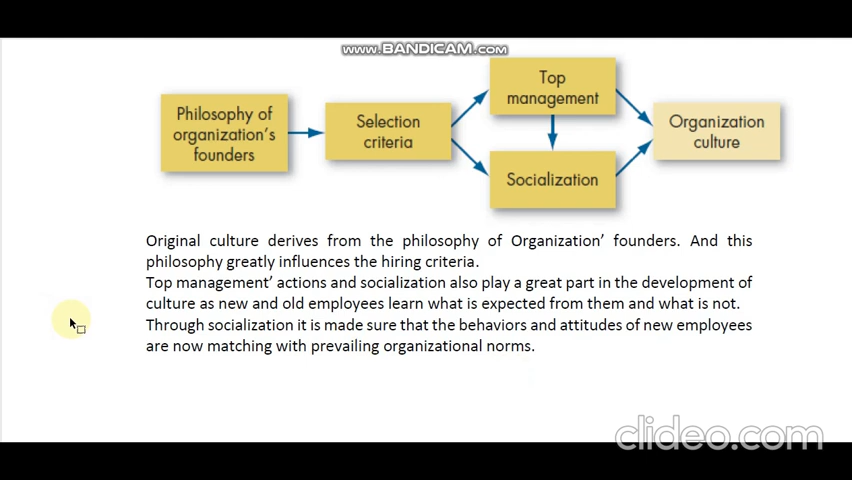 www.BANDICAM.com
Top
management
Philosophy of
organization's
founders
Selection
criteria
Organization
culture
Socialization
Original culture derives from the philosophy of Organization’ founders. And this
philosophy greatly influences the hiring criteria.
Top management’ actions and socialization also play a great part in the development of
culture as new and old employees learn what is expected from them and what is not.
Through socialization it is made sure that the behaviors and attitudes of new employees
are now matching with prevailing organizational norms.
clideo.com